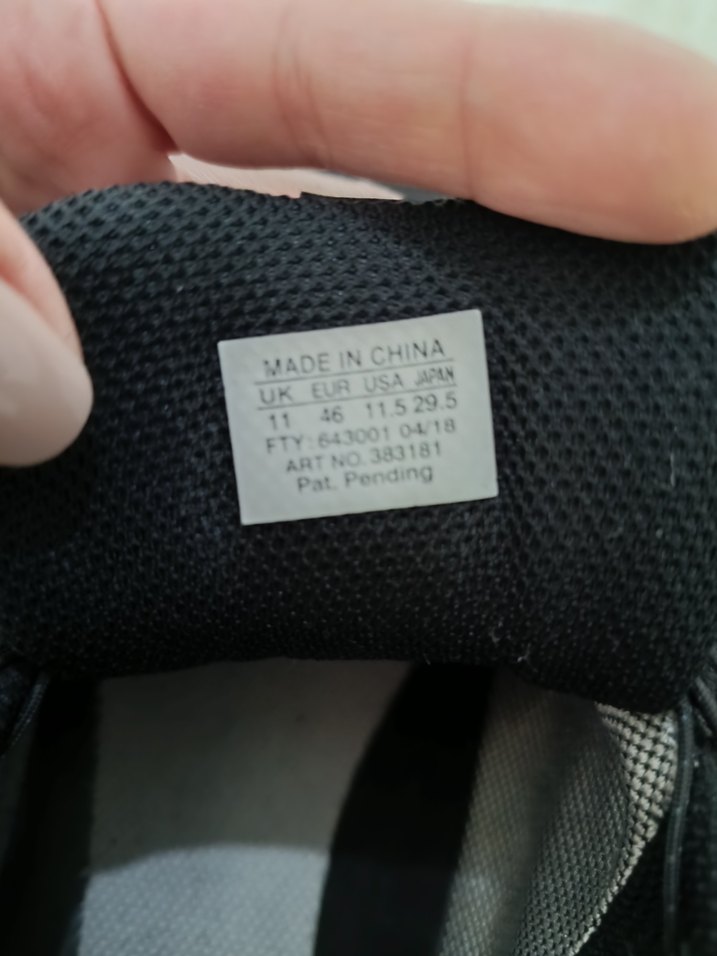 MADE IN CHINA
UK EUR USA JAPAN
11 46 11.5 29.5
FTY: 643001 04/18
ART NO. 383181
Pat. Pending